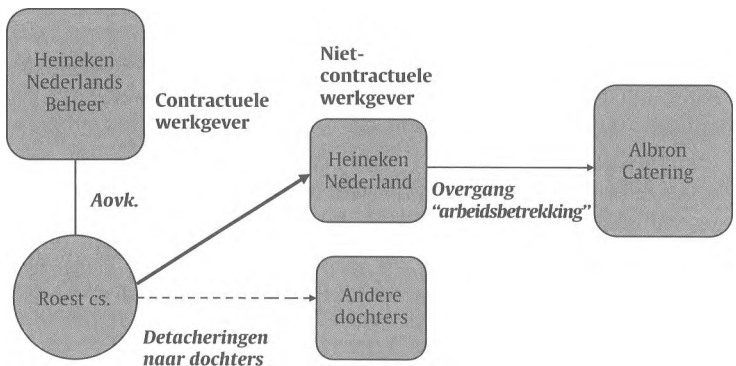 Heineken
Nederlands
Beheer
Contractuele
werkgever
Niet-
contractuele
werkgever
Heineken
Nederland
Overgang
“arbeidsbetrekking”
Albron
Catering
Aovk.
Roest cs.
Detacheringen
naar dochters
Andere
dochters